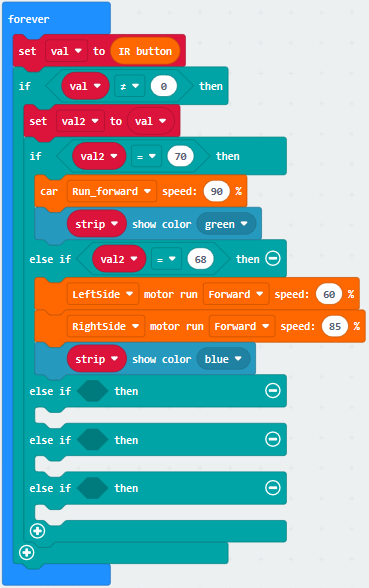 forever
set val to IR button
if val ≠ 0 then
set val2 to val
if val2 = 70 then
car Run_forward speed: 90 %
strip show color green
else if val2 = 68 then
LeftSide motor run Forward speed: 60 %
RightSide motor run Forward speed: 85 %
strip show color blue
else if then
else if then
else if then